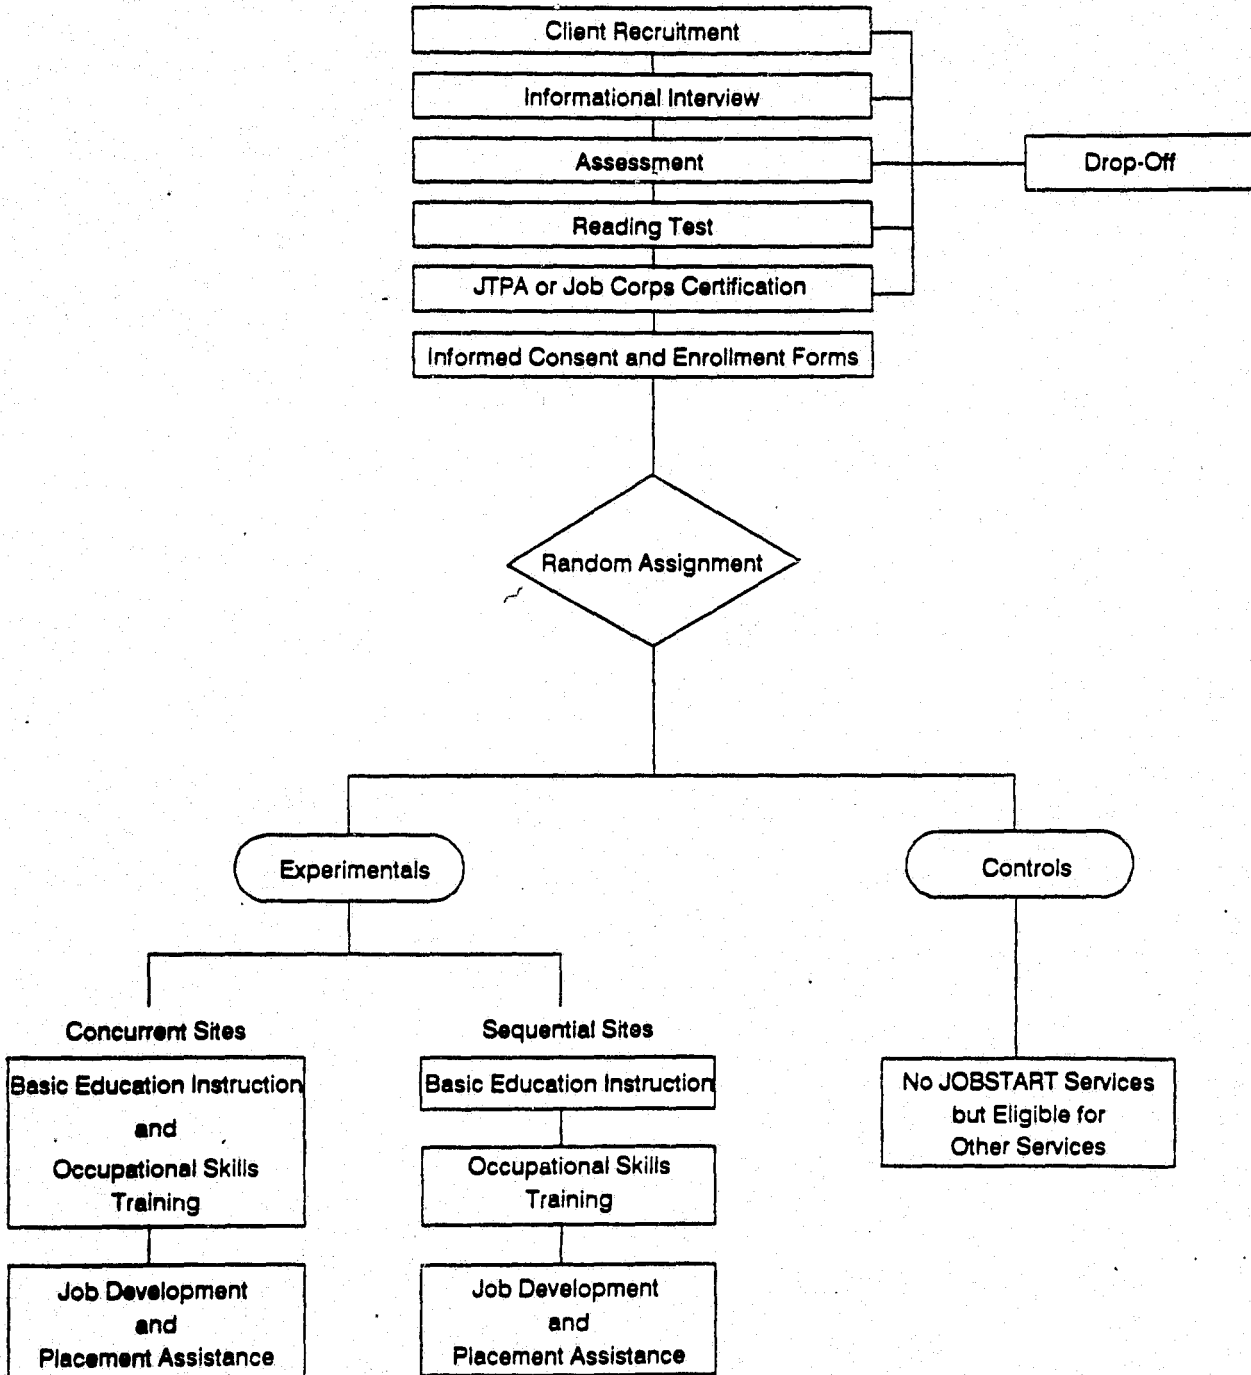 Client Recruitment
Informational Interview
Assessment
Drop-Off
Reading Test
JTPA or Job Corps Certification
Informed Consent and Enrollment Forms
Random Assignment
Experimentals
Controls
Concurrent Sites
Basic Education Instruction
and
Occupational Skills
Training
Job Development
and
Placement Assistance
Sequential Sites
Basic Education Instruction
Occupational Skills
Training
Job Development
and
Placement Assistance
No JOBSTART Services
but Eligible for
Other Services